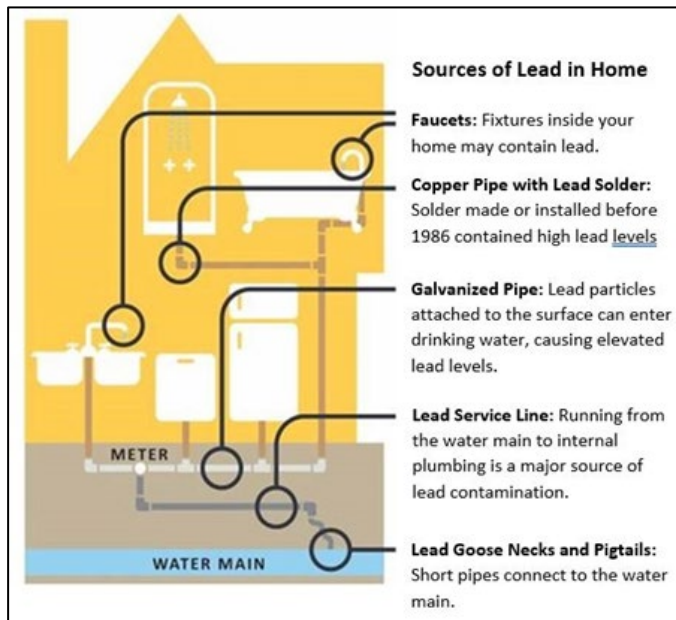 Sources of Lead in Home
Faucets: Fixtures inside your
home may contain lead.
Copper Pipe with Lead Solder:
Solder made or installed before
1986 contained high lead levels
Galvanized Pipe: Lead particles
attached to the surface can enter
drinking water, causing elevated
lead levels.
Lead Service Line: Running from
the water main to internal
plumbing is a major source of
lead contamination.
METER
Lead Goose Necks and Pigtails:
Short pipes connect to the water
main.
WATER MAIN